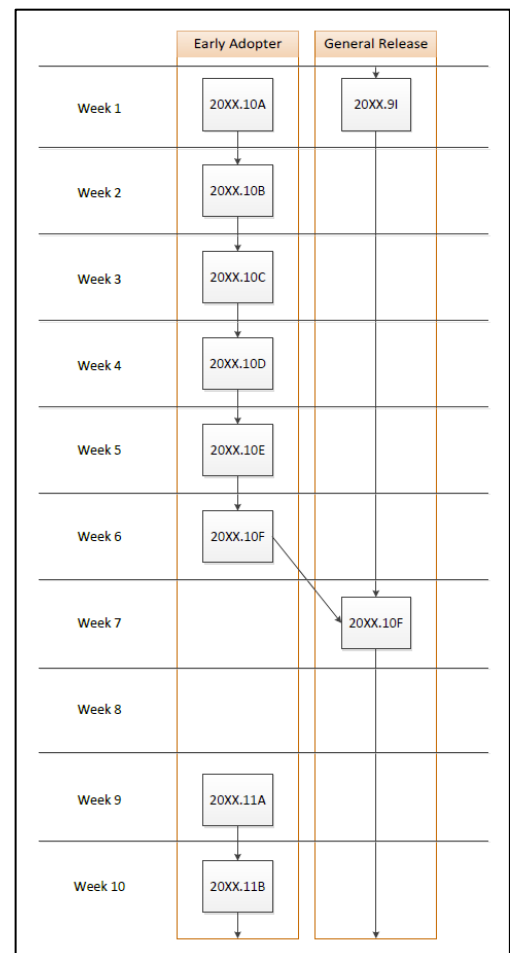 Early Adopter
General Release
Week 1
20XX.10A
20XX.9I
Week 2
20XX.10B
Week 3
20XX.10C
Week 4
20XX.10D
Week 5
20XX.10E
Week 6
20XX.10F
Week 7
20XX.10F
Week 8
Week 9
20XX.11A
Week 10
20XX.11B